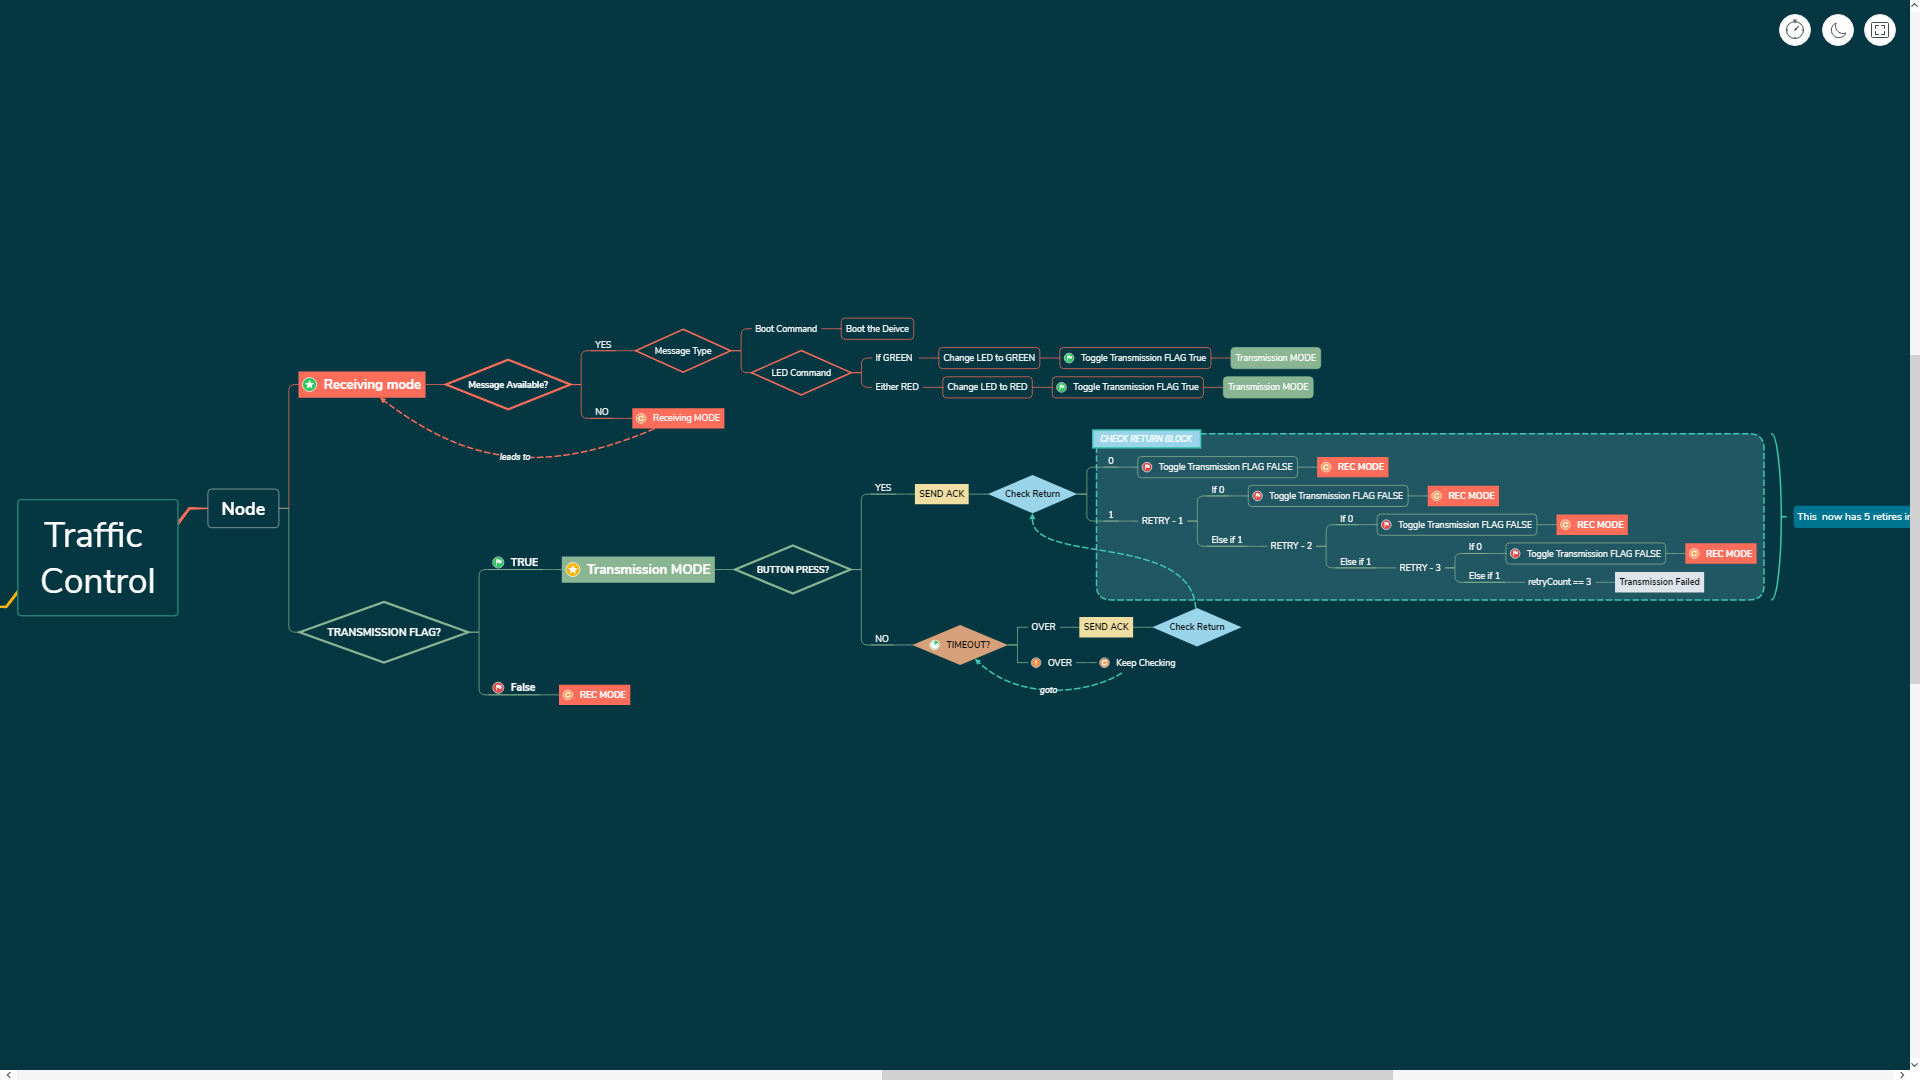 Traffic
Control
Node
Receiving mode
Message Available?
YES
Message Type
Boot Command
Boot the Deivce
LED Command
If GREEN
Change LED to GREEN
Toggle Transmission FLAG True
Transmission MODE
Either RED
Change LED to RED
Toggle Transmission FLAG True
Transmission MODE
NO
Receiving MODE
leads to
TRANSMISSION FLAG?
TRUE
Transmission MODE
BUTTON PRESS?
YES
SEND ACK
Check Return
CHECK RETURN BLOCK
0
Toggle Transmission FLAG FALSE
REC MODE
1
RETRY - 1
If 0
Toggle Transmission FLAG FALSE
REC MODE
Else if 1
RETRY - 2
If 0
Toggle Transmission FLAG FALSE
REC MODE
Else if 1
RETRY - 3
If 0
Toggle Transmission FLAG FALSE
REC MODE
Else if 1
retryCount == 3
Transmission Failed
This now has 5 retires
NO
TIMEOUT?
OVER
SEND ACK
Check Return
OVER
Keep Checking
goto
False
REC MODE